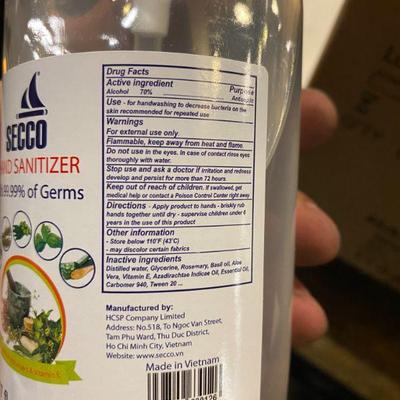 SECCO
HAND SANITIZER
99.99% of Germs
Drug Facts
Active ingredient Purpose
Alcohol 70% Antiseptic
Use - for handwashing to decrease bacteria on the
skin recommended for repeated use
Warnings
For external use only
Flammable, keep away from heat and flame.
Do not use in the eyes. In case of contact rinse eyes
thoroughly with water.
Stop use and ask a doctor if irritation and redness
develop and persist for more than 72 hours.
Keep out of reach of children. If swallowed, get
medical help or contact a Poison Control Center right away
Directions - Apply product to hands - briskly rub
hands together until dry - supervise children under 6
years in the use of this product
Other information
- Store below 110°F (43°C)
- may discolor certain fabrics
Inactive ingredients
Distilled water, Glycerine, Rosemary, Basil oil, Aloe
Vera, Vitamin E, Azadirachtae Indicae Oil, Essential Oil,
Carbomer 940, Tween 20 ...
Manufactured by:
HCSP Company Limited
Address: No.518, To Ngoc Van Street,
Tam Phu Ward, Thu Duc District,
Ho Chi Minh City, Vietnam
Website: www.secco.vn
Made in Vietnam